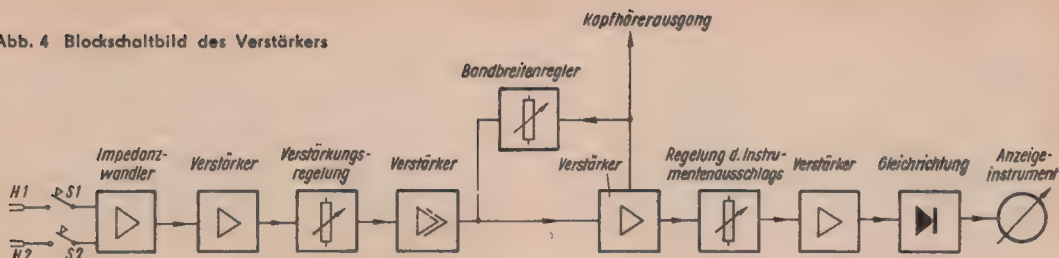 Kopfhörerausgang
Abb. 4 Blockschaltbild des Verstärkers
Bandbreitenregler
Impedanz-
wandler
Verstärker
Verstärkungs-
regelung
Verstärker
Verstärker
Regelung d. Instru-
mentenausschlags
Verstärker
Gleichrichtung
Anzeige-
instrument
H1
S1
H2
S2